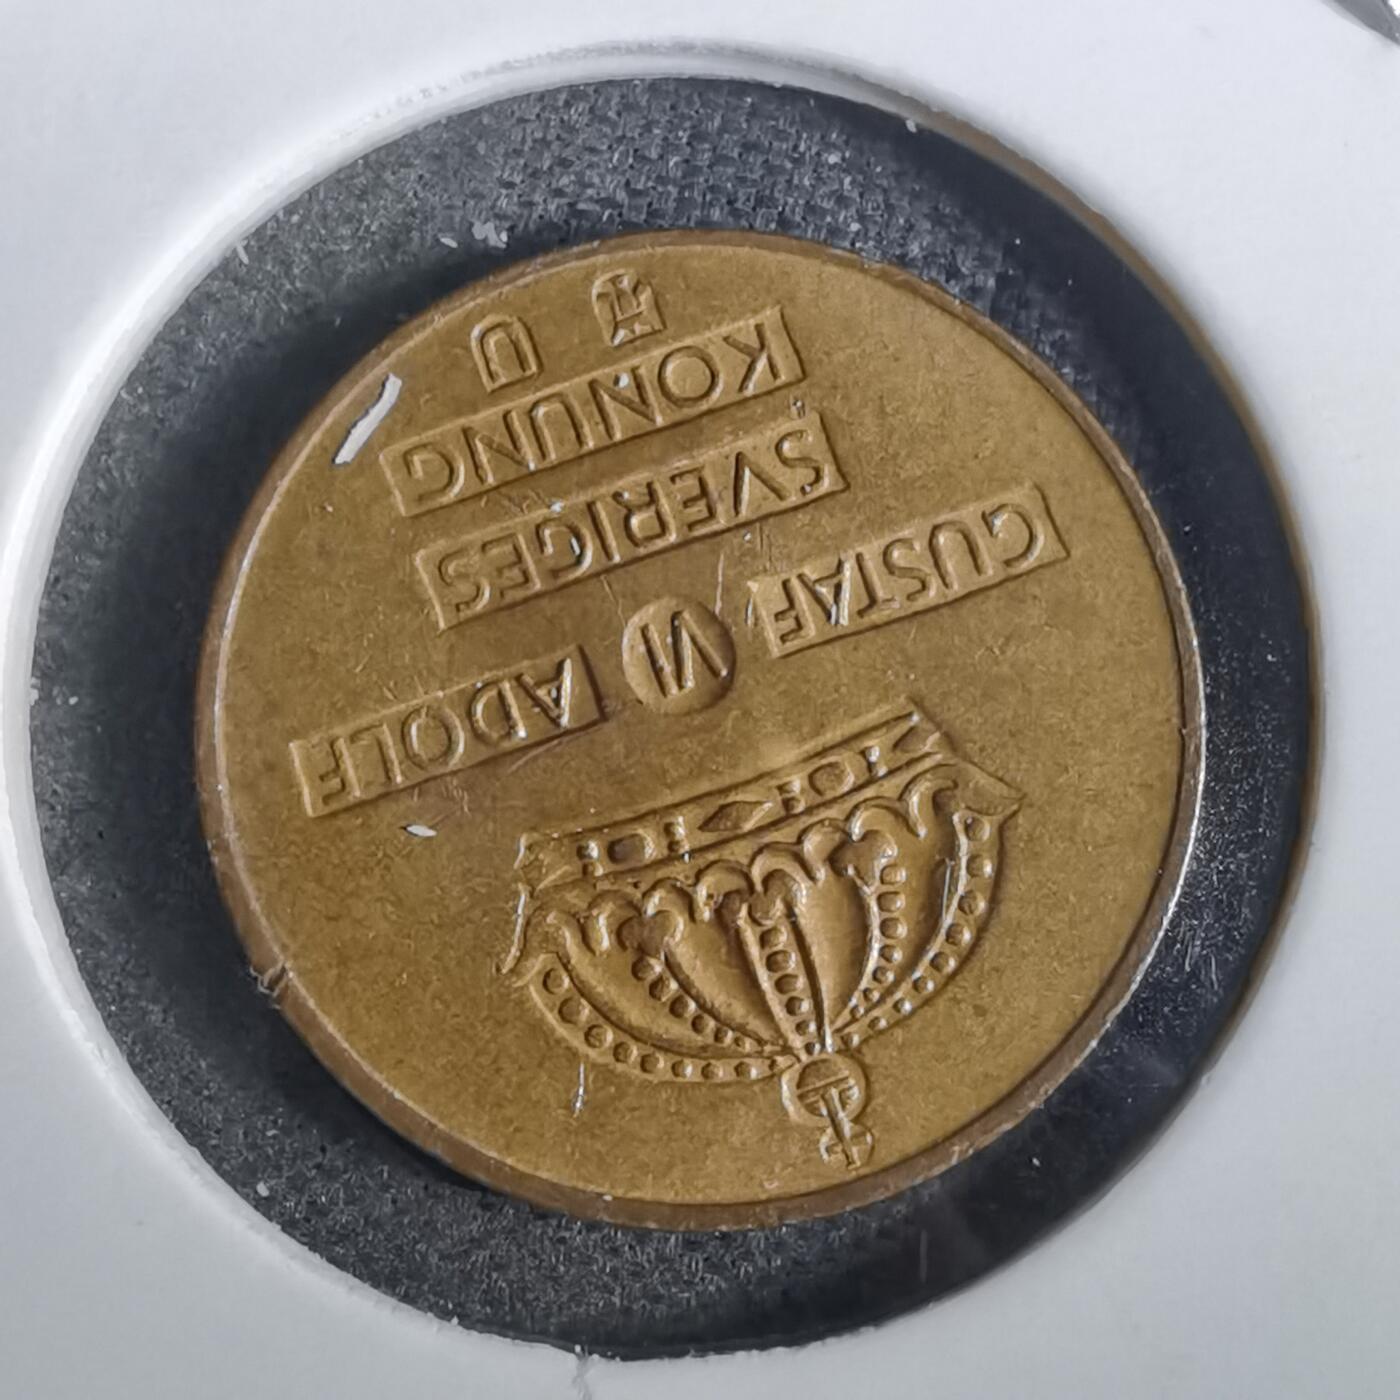 GUSTAF VI ADOLF
SVERIGES
KONUNG
U